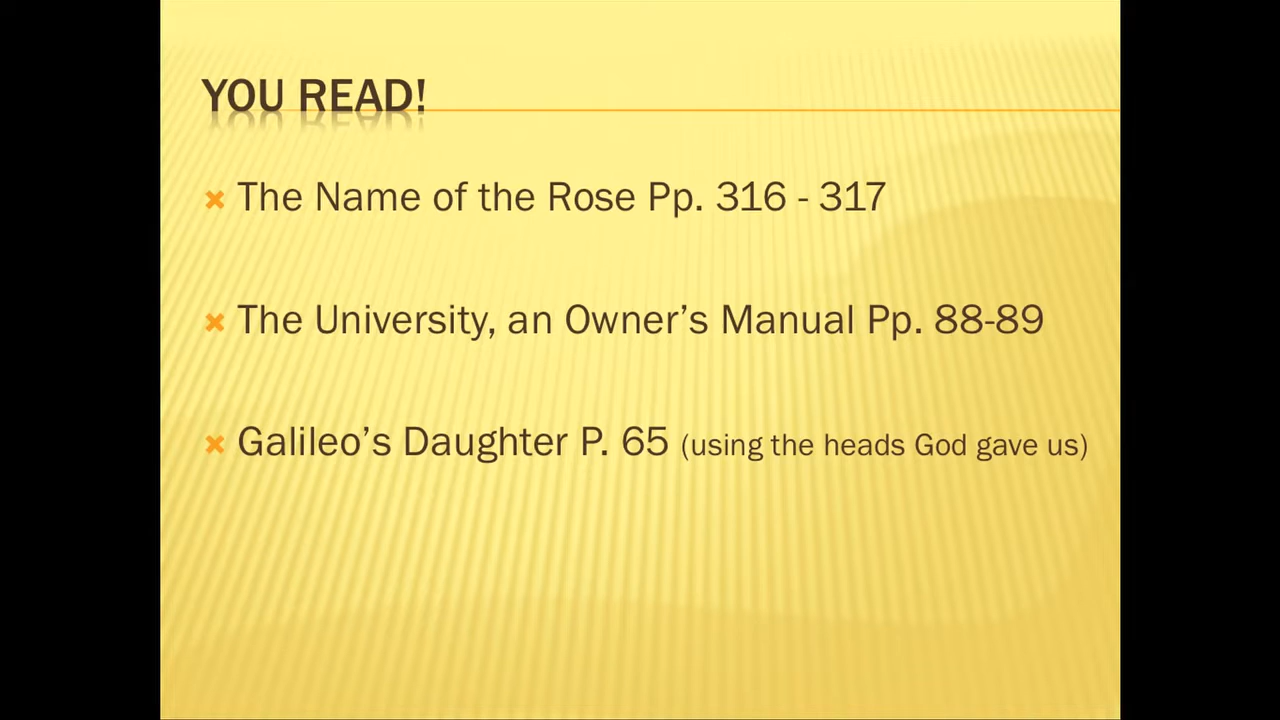 YOU READ!
The Name of the Rose Pp. 316 - 317
The University, an Owner’s Manual Pp. 88-89
Galileo’s Daughter P. 65 (using the heads God gave us)